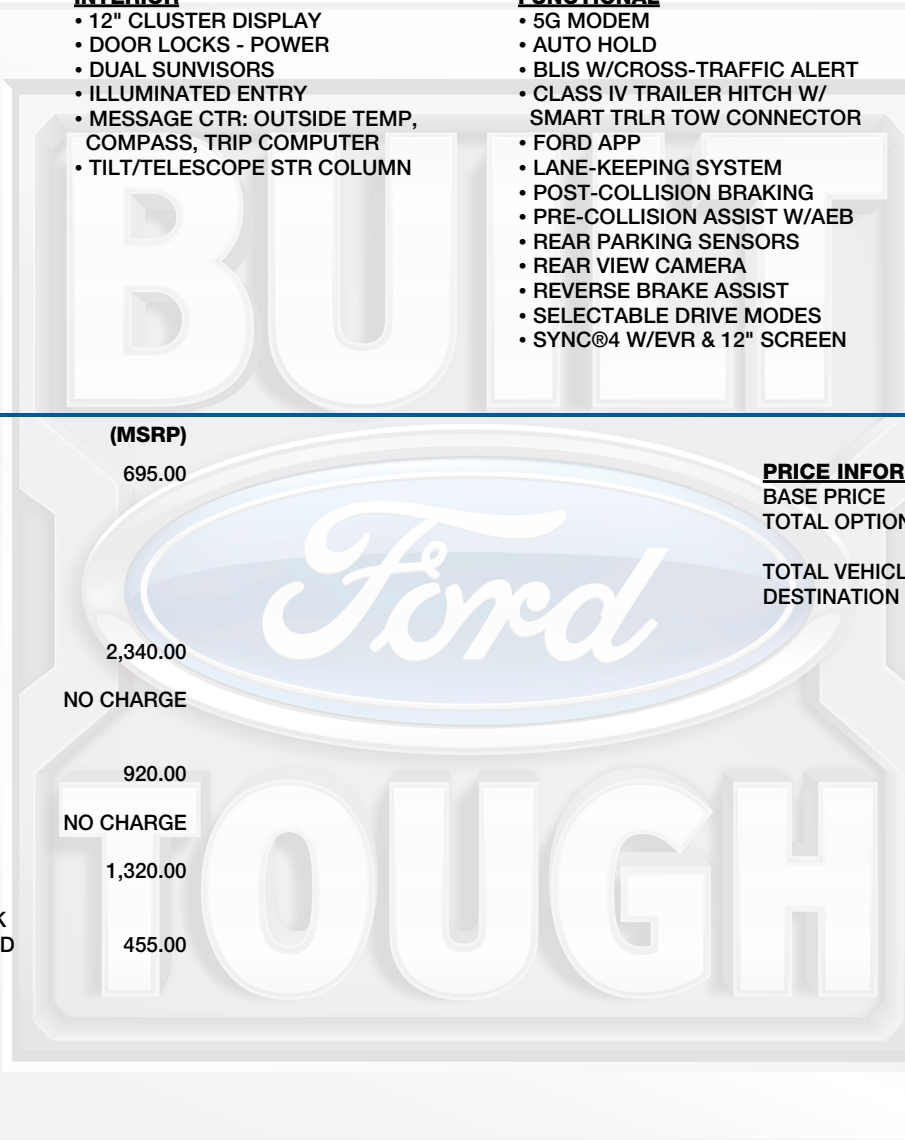 INTERIOR
• 12" CLUSTER DISPLAY
• DOOR LOCKS - POWER
• DUAL SUNVISORS
• ILLUMINATED ENTRY
• MESSAGE CTR: OUTSIDE TEMP,
COMPASS, TRIP COMPUTER
• TILT/TELESCOPE STR COLUMN
FUNCTIONAL
• 5G MODEM
• AUTO HOLD
• BLIS W/CROSS-TRAFFIC ALERT
• CLASS IV TRAILER HITCH W/
SMART TRLR TOW CONNECTOR
• FORD APP
• LANE-KEEPING SYSTEM
• POST-COLLISION BRAKING
• PRE-COLLISION ASSIST W/AEB
• REAR PARKING SENSORS
• REAR VIEW CAMERA
• REVERSE BRAKE ASSIST
• SELECTABLE DRIVE MODES
• SYNC®4 W/EVR & 12" SCREEN
BUILT
(MSRP)
695.00
2,340.00
NO CHARGE
920.00
NO CHARGE
1,320.00
K
D 455.00
Ford
TOUGH
PRICE INFOR
BASE PRICE
TOTAL OPTION
TOTAL VEHICL
DESTINATION